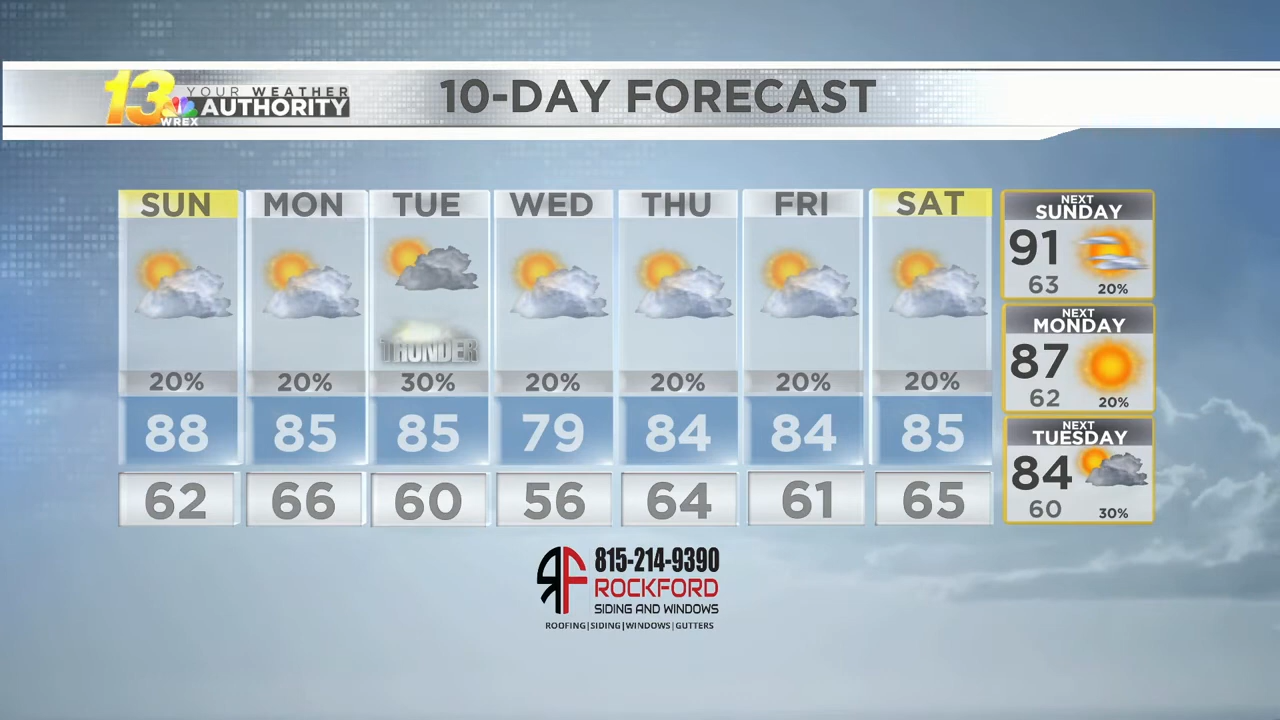 13
WREX
YOUR WEATHER
AUTHORITY
10-DAY FORECAST
SUN
20%
88
62
MON
20%
85
66
TUE
THUNDER
30%
85
60
WED
20%
79
56
THU
20%
84
64
FRI
20%
84
61
SAT
20%
85
65
NEXT
SUNDAY
91
63
20%
NEXT
MONDAY
87
62
20%
NEXT
TUESDAY
84
60
30%
RF
815-214-9390
ROCKFORD
SIDING AND WINDOWS
ROOFING|SIDING|WINDOWS|GUTTERS